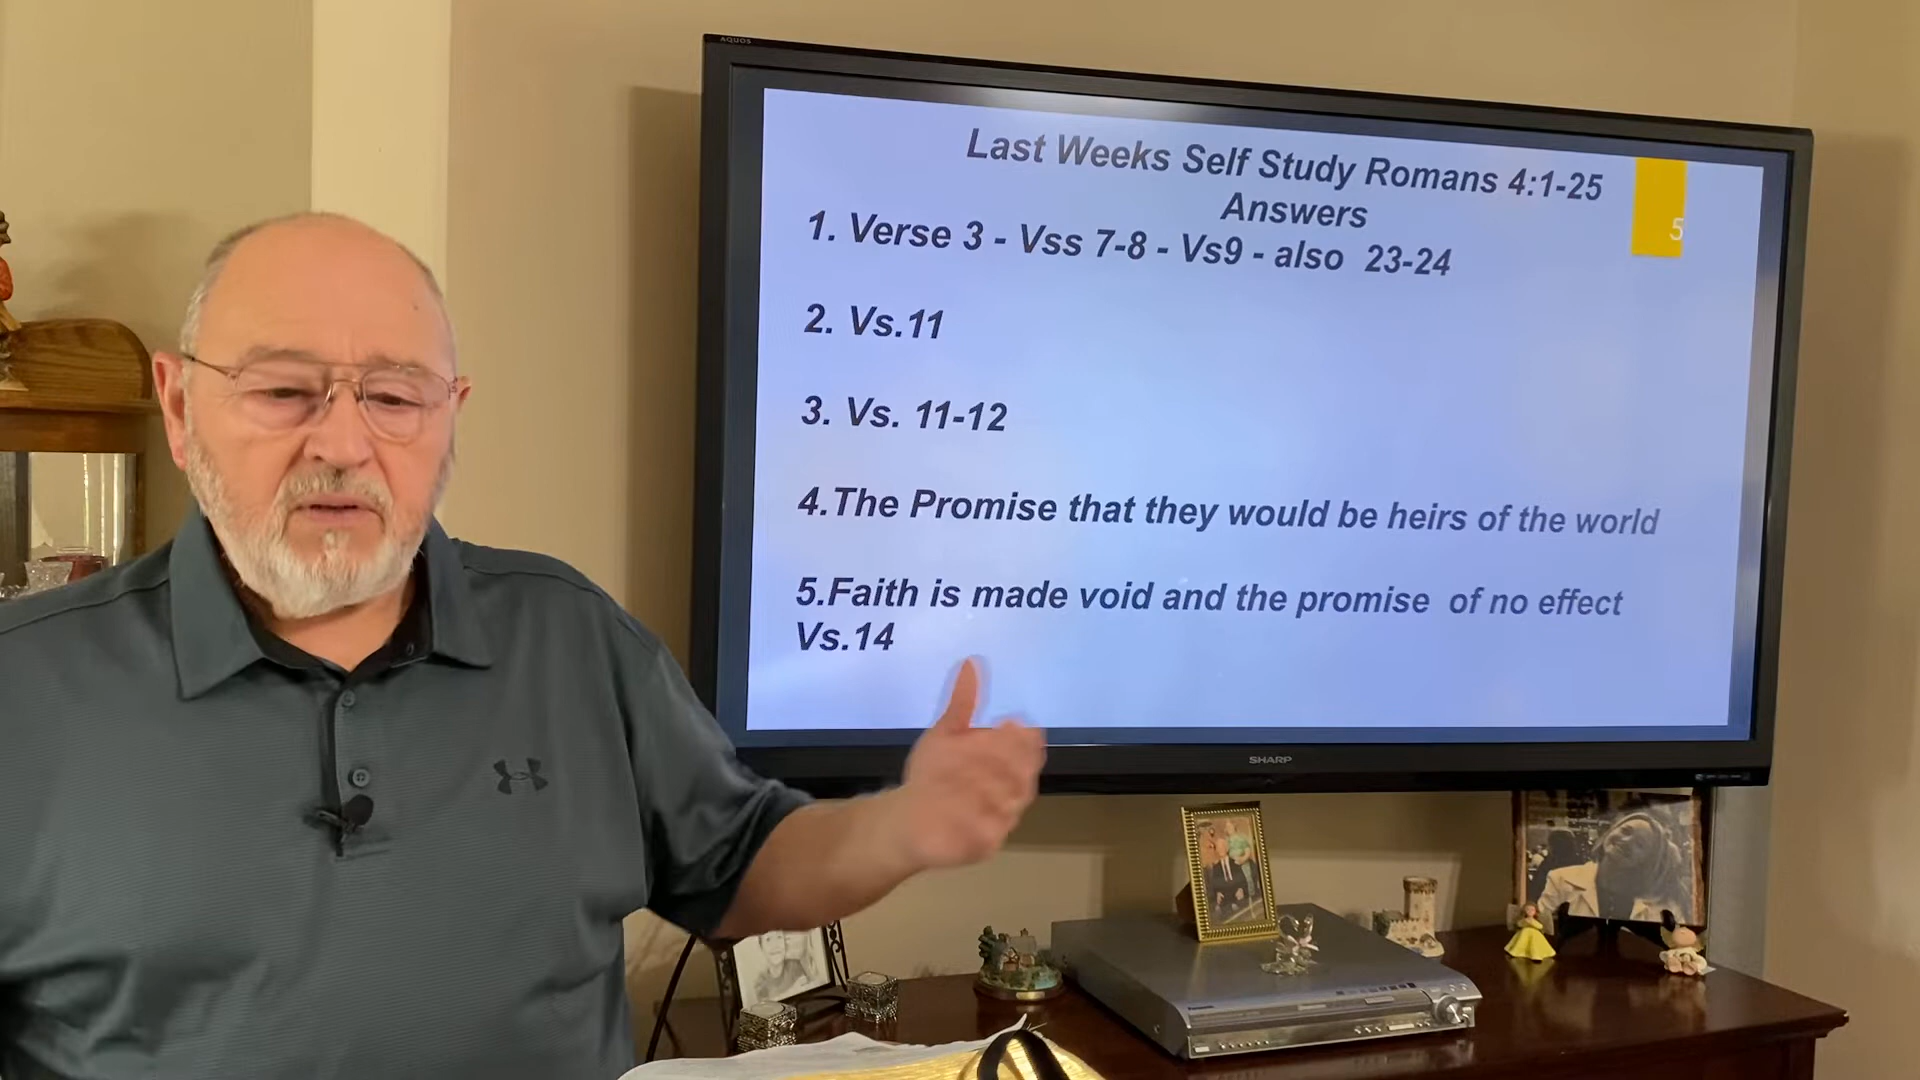 AQUOS
Last Weeks Self Study Romans 4:1-25
Answers
5
1. Verse 3 - Vss 7-8 - Vs9 - also 23-24
2. Vs.11
3. Vs. 11-12
4.The Promise that they would be heirs of the world
5.Faith is made void and the promise of no effect
Vs.14
SHARP
Panasonic